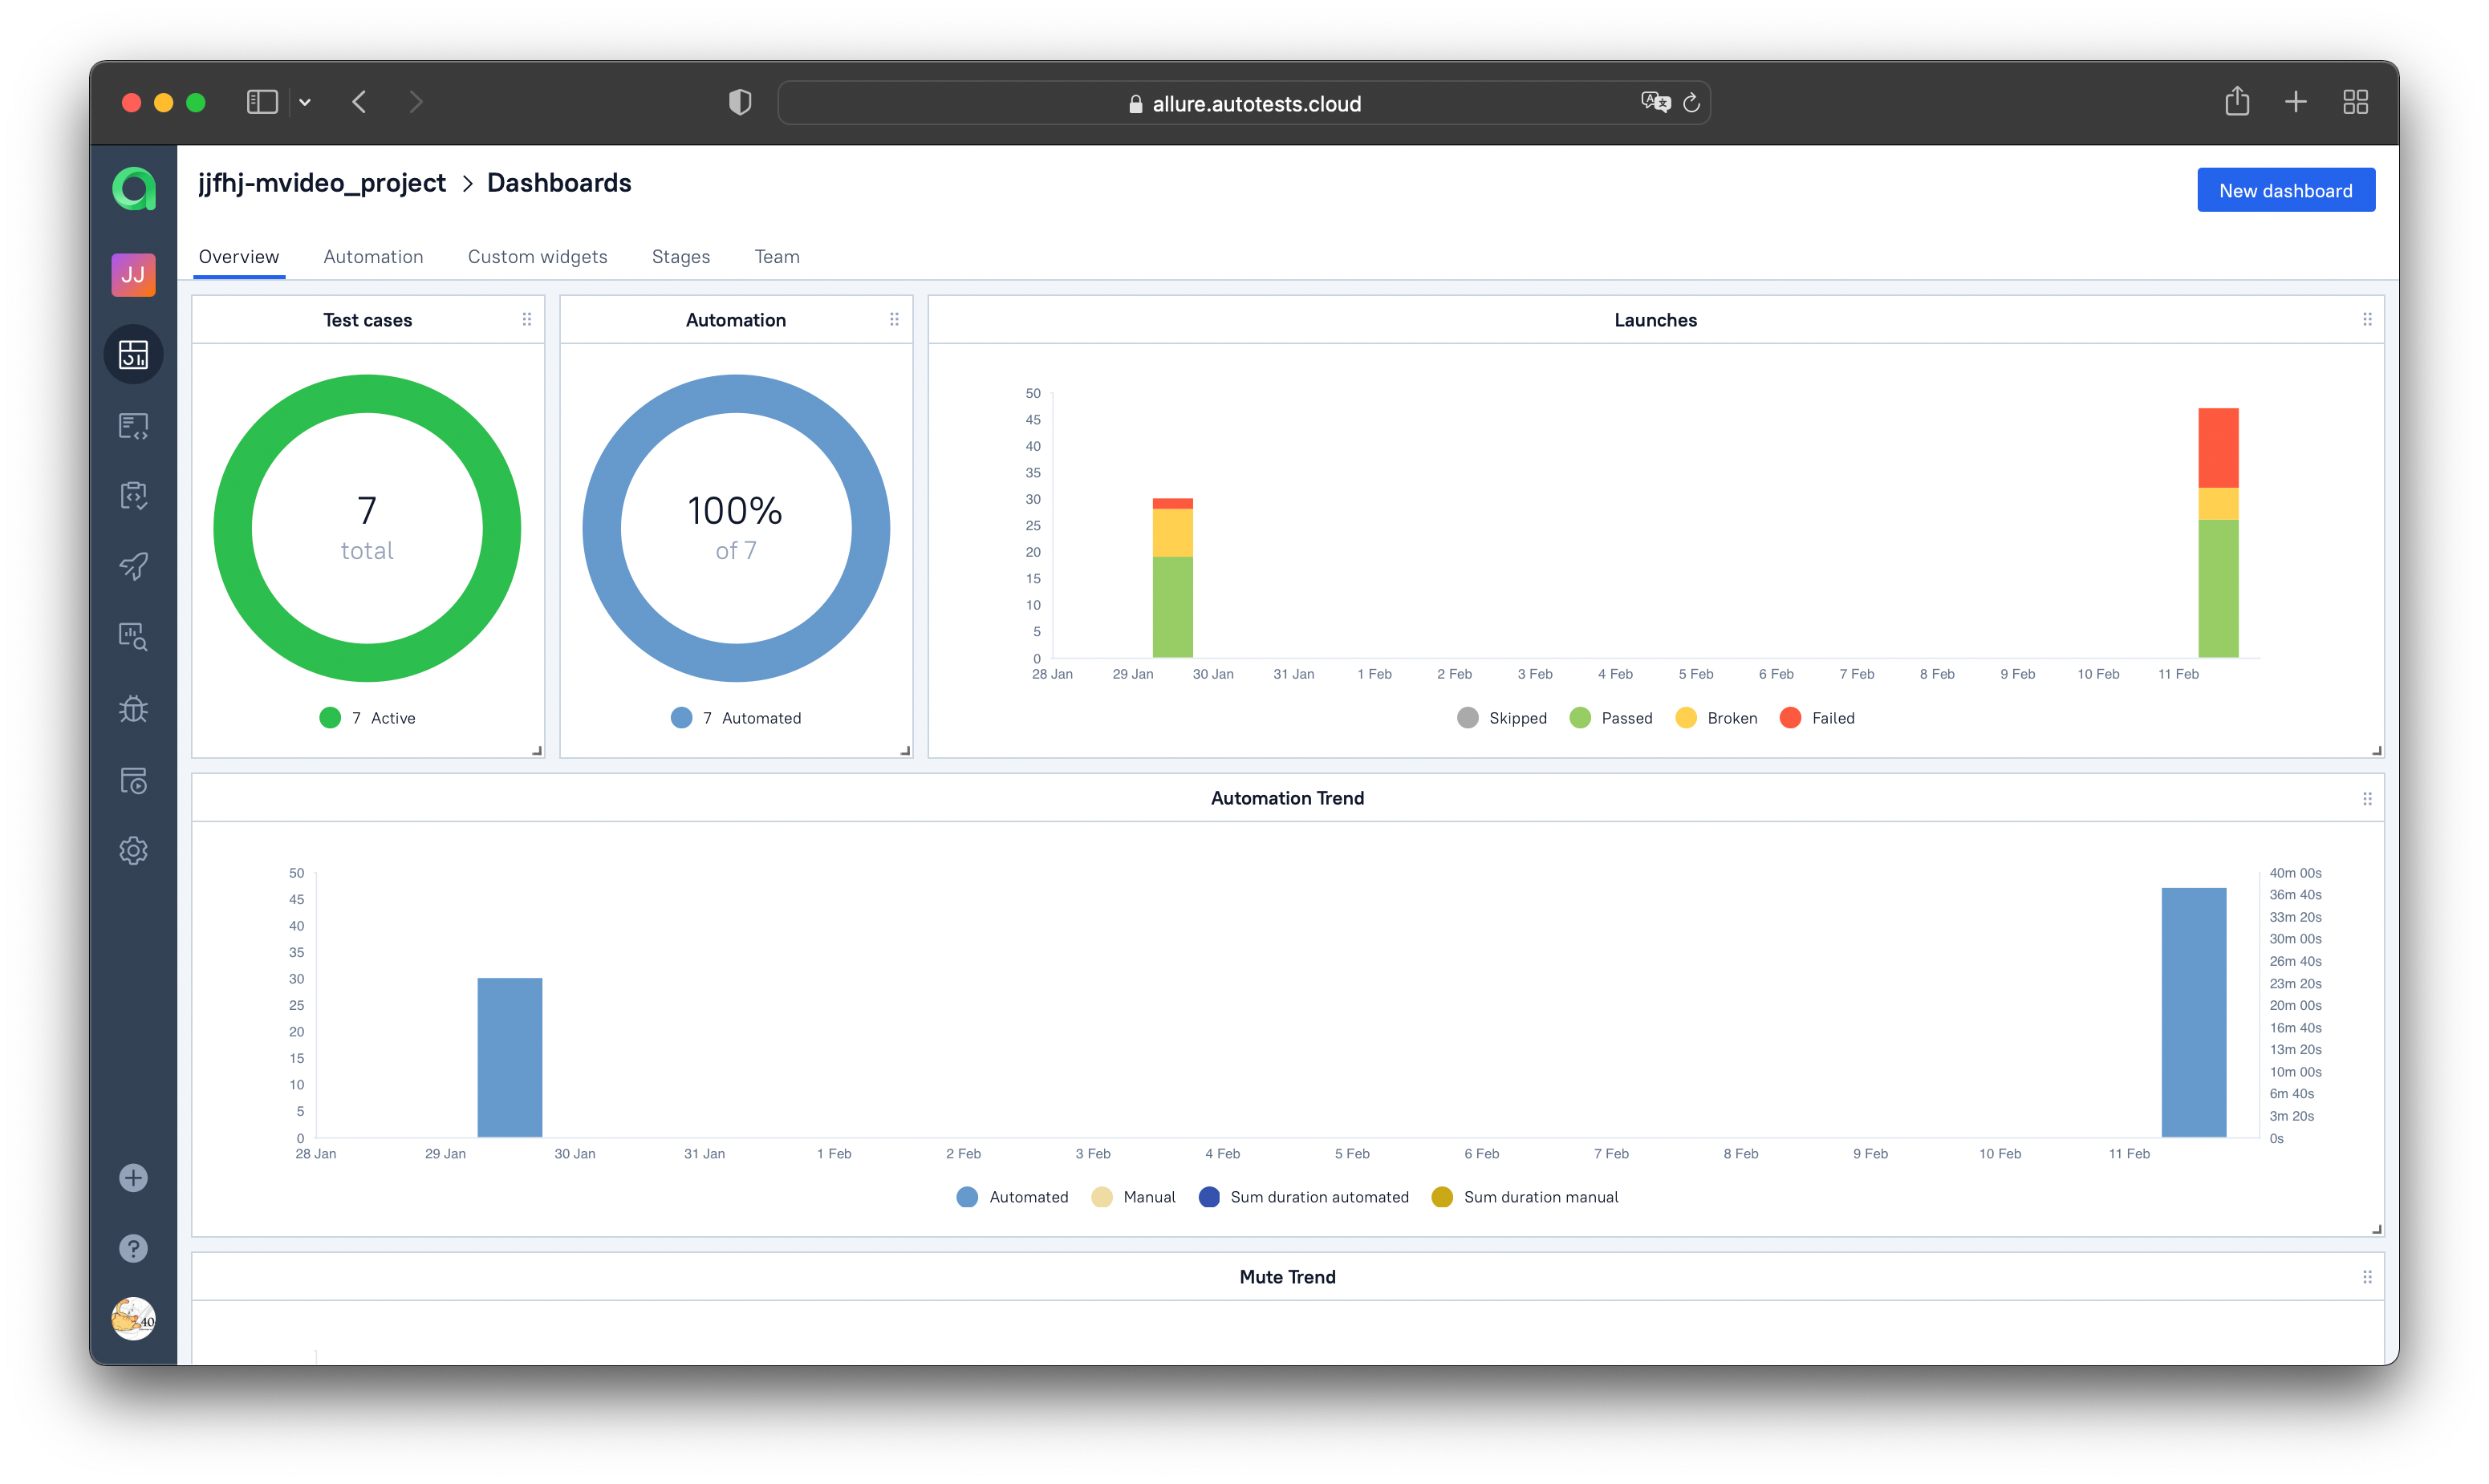 allure.autotests.cloud
jjfhj-mvideo_project > Dashboards
New dashboard
Overview Automation Custom widgets Stages Team
JJ
Test cases
7
total
7 Active
Automation
100%
of 7
7 Automated
Launches
50
45
40
35
30
25
20
15
10
5
0
28 Jan 29 Jan 30 Jan 31 Jan 1 Feb 2 Feb 3 Feb 4 Feb 5 Feb 6 Feb 7 Feb 8 Feb 9 Feb 10 Feb 11 Feb
Skipped Passed Broken Failed
Automation Trend
50
45
40
35
30
25
20
15
10
5
0
40m 00s
36m 40s
33m 20s
30m 00s
26m 40s
23m 20s
20m 00s
16m 40s
13m 20s
10m 00s
6m 40s
3m 20s
0s
28 Jan 29 Jan 30 Jan 31 Jan 1 Feb 2 Feb 3 Feb 4 Feb 5 Feb 6 Feb 7 Feb 8 Feb 9 Feb 10 Feb 11 Feb
Automated Manual Sum duration automated Sum duration manual
Mute Trend
40